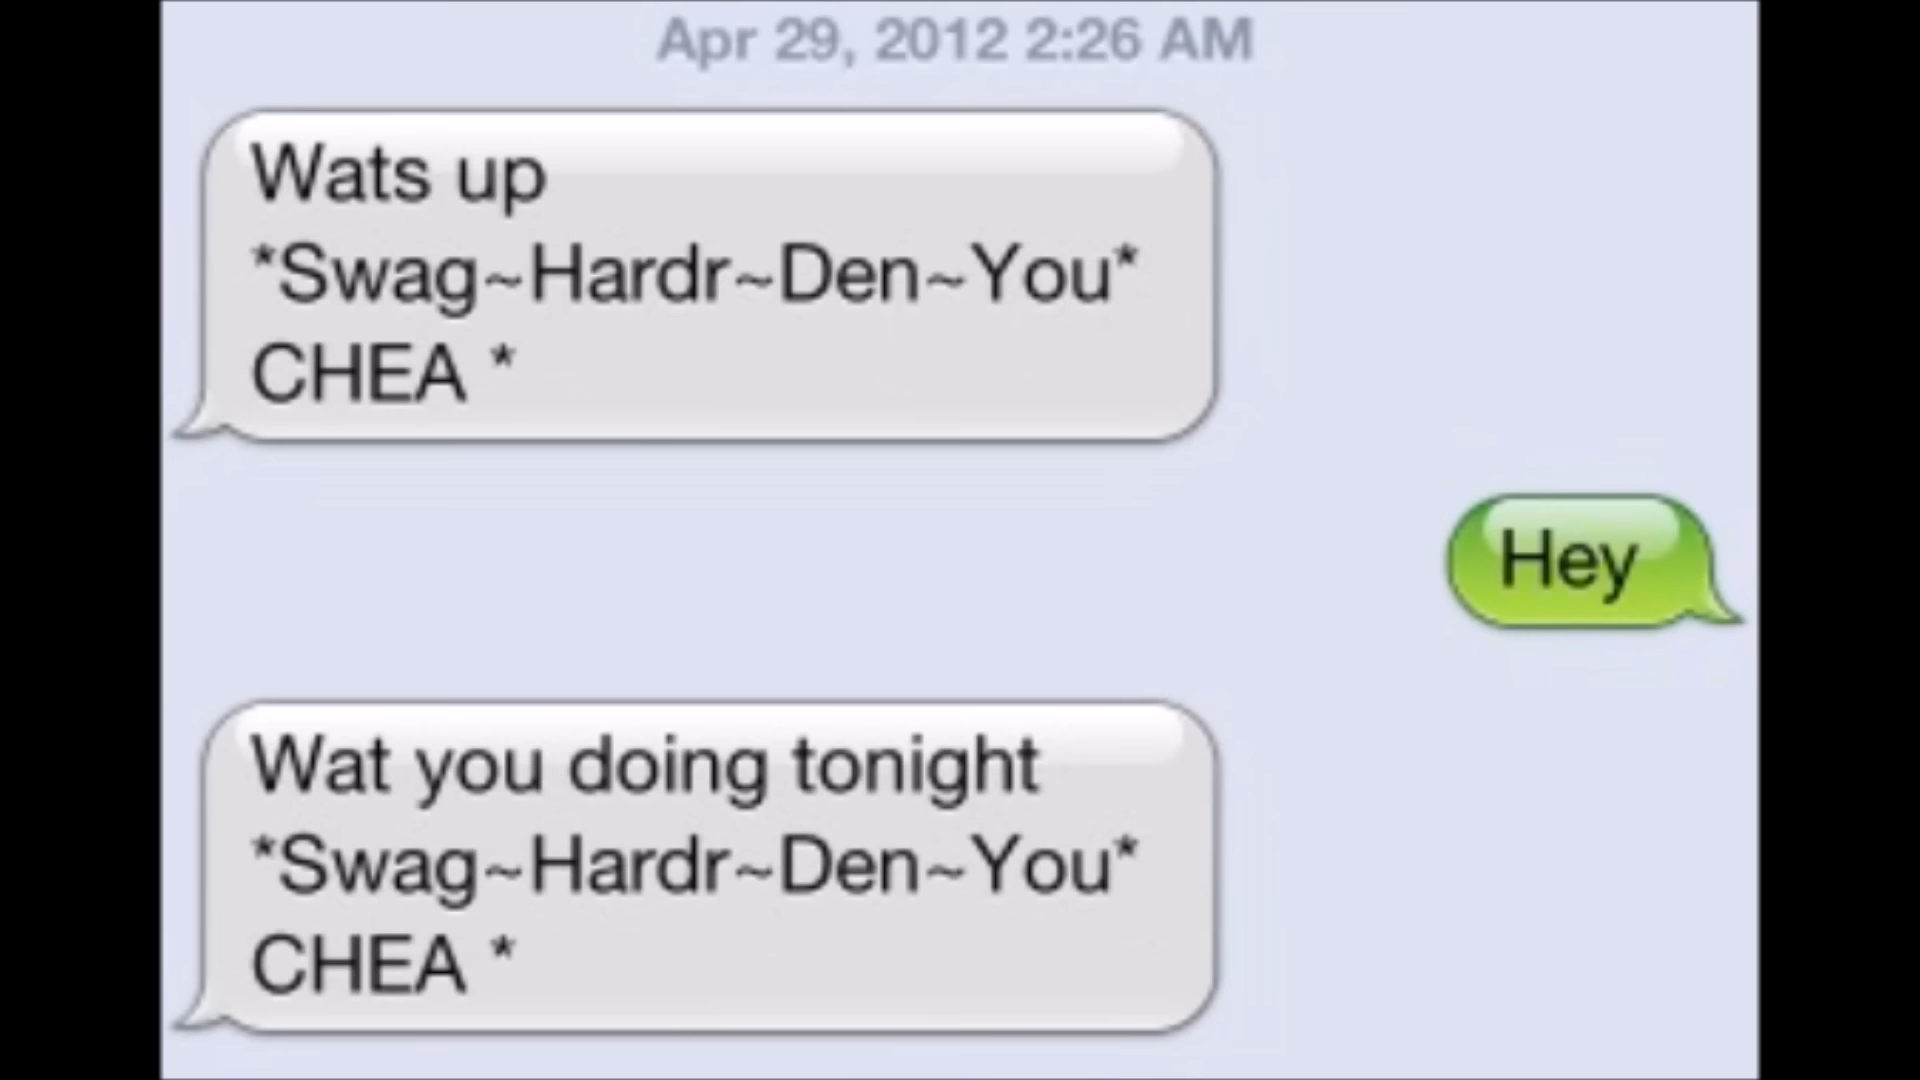 Apr 29, 2012 2:26 AM
Wats up
*Swag~Hardr~Den~You*
CHEA *
Hey
Wat you doing tonight
*Swag~Hardr~Den~You*
CHEA *